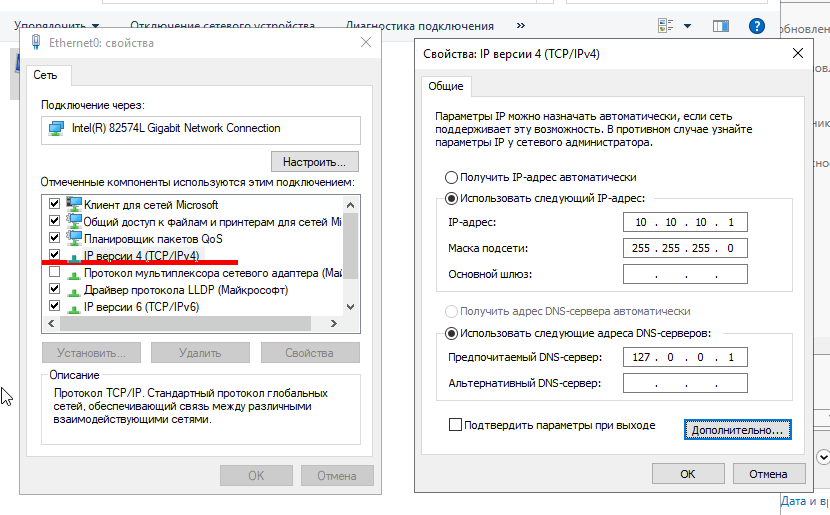 Упорядочить
Отключение сетевого устройства
Диагностика подключения
»
Ethernet0: свойства
Сеть
Подключение через:
Intel(R) 82574L Gigabit Network Connection
Настроить...
Отмеченные компоненты используются этим подключением:
Клиент для сетей Microsoft
Общий доступ к файлам и принтерам для сетей Mi
Планировщик пакетов QoS
IP версии 4 (TCP/IPv4)
Протокол мультиплексора сетевого адаптера (Май
Драйвер протокола LLDP (Майкрософт)
IP версии 6 (TCP/IPv6)
Установить...
Удалить
Свойства
Описание
Протокол TCP/IP. Стандартный протокол глобальных
сетей, обеспечивающий связь между различными
взаимодействующими сетями.
OK
Отмена
Свойства: IP версии 4 (TCP/IPv4)
Общие
Параметры IP можно назначать автоматически, если сеть
поддерживает эту возможность. В противном случае узнайте
параметры IP у сетевого администратора.
Получить IP-адрес автоматически
Использовать следующий IP-адрес:
IP-адрес:
10 . 10 . 10 . 1
Маска подсети:
255 . 255 . 255 . 0
Основной шлюз:
. . .
Получить адрес DNS-сервера автоматически
Использовать следующие адреса DNS-серверов:
Предпочитаемый DNS-сервер:
127 . 0 . 0 . 1
Альтернативный DNS-сервер:
. . .
Подтвердить параметры при выходе
Дополнительно...
OK
Отмена
Дата и в